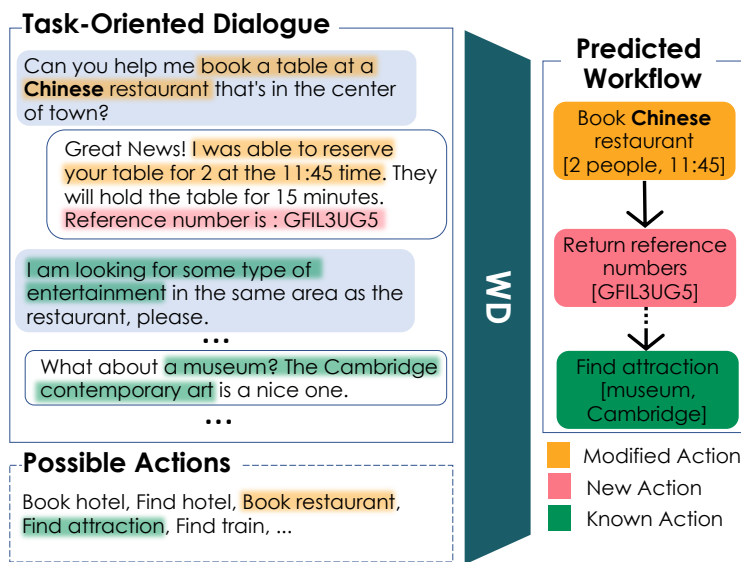 Task-Oriented Dialogue
Can you help me book a table at a
Chinese restaurant that's in the center
of town?
Great News! I was able to reserve
your table for 2 at the 11:45 time. They
will hold the table for 15 minutes.
Reference number is : GFIL3UG5
I am looking for some type of
entertainment in the same area as the
restaurant, please.
...
What about a museum? The Cambridge
contemporary art is a nice one.
...
Possible Actions
Book hotel, Find hotel, Book restaurant,
Find attraction, Find train, ...
WD
Predicted
Workflow
Book Chinese
restaurant
[2 people, 11:45]
Return reference
numbers
[GFIL3UG5]
Find attraction
[museum,
Cambridge]
Modified Action
New Action
Known Action